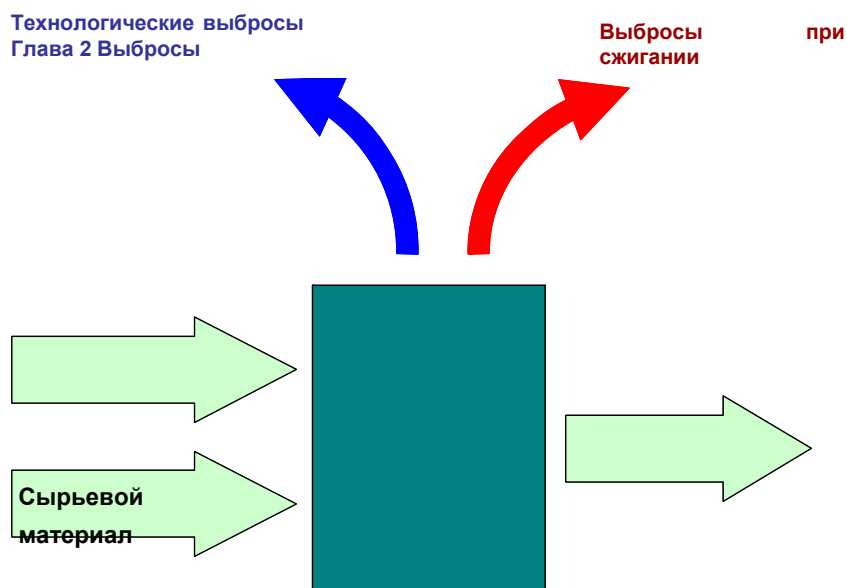 Технологические выбросы
Глава 2 Выбросы
Выбросы при
сжигании
Сырьевой
материал